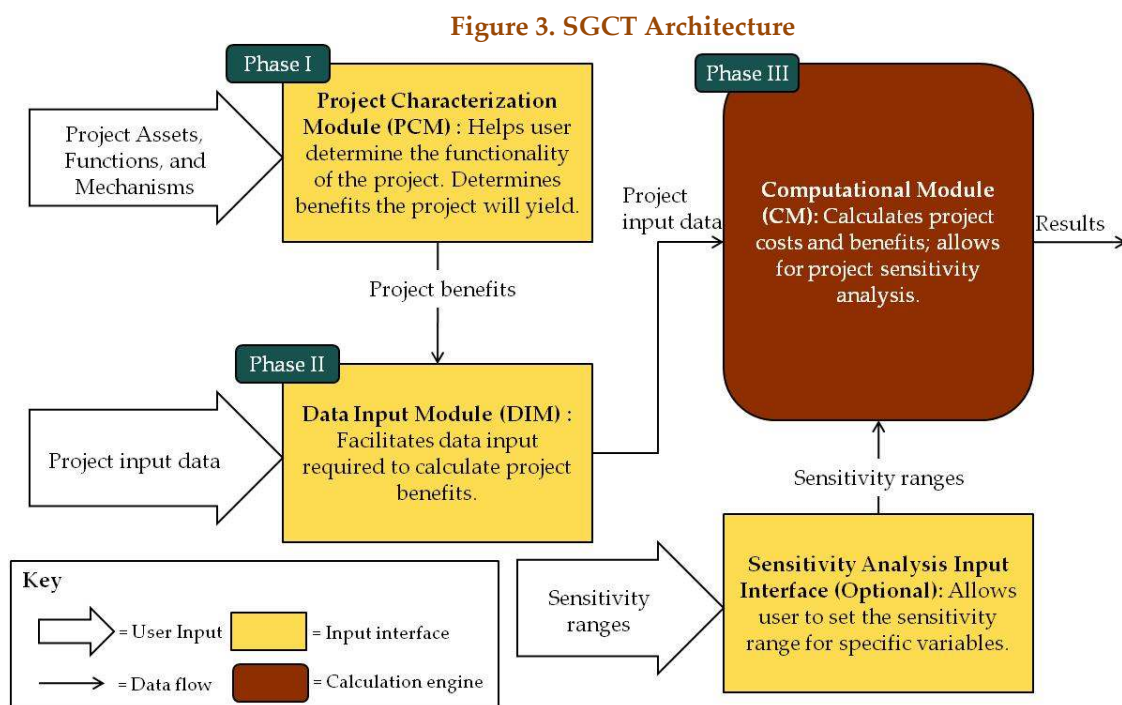 Figure 3. SGCT Architecture
Phase I
Project Assets,
Functions, and
Mechanisms
Project Characterization
Module (PCM) : Helps user
determine the functionality
of the project. Determines
benefits the project will yield.
Project benefits
Phase II
Project input data
Data Input Module (DIM) :
Facilitates data input
required to calculate project
benefits.
Project
input data
Phase III
Computational Module
(CM): Calculates project
costs and benefits; allows
for project sensitivity
analysis.
Results
Sensitivity ranges
Sensitivity
ranges
Sensitivity Analysis Input
Interface (Optional): Allows
user to set the sensitivity
range for specific variables.
Key
= User Input
= Input interface
= Data flow
= Calculation engine